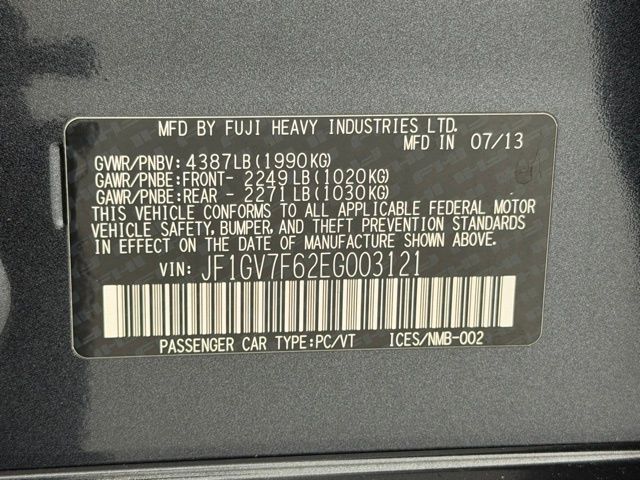 MFD BY FUJI HEAVY INDUSTRIES LTD.
MFD IN 07/13
GVWR/PNBV: 4387LB(1990KG)
GAWR/PNBE:FRONT- 2249LB(1020KG)
GAWR/PNBE:REAR - 2271LB(1030KG)
THIS VEHICLE CONFORMS TO ALL APPLICABLE FEDERAL MOTOR
VEHICLE SAFETY, BUMPER, AND THEFT PREVENTION STANDARDS
IN EFFECT ON THE DATE OF MANUFACTURE SHOWN ABOVE.
VIN: JF1GV7F62EG003121
PASSENGER CAR TYPE:PC/VT ICES/NMB-002